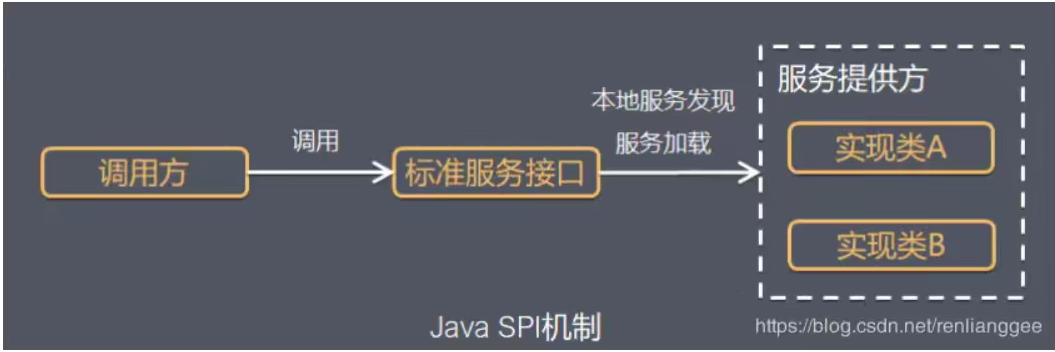 服务提供方
本地服务发现
调用
服务加载
实现类A
调用方
标准服务接口
实现类B
Java SPI机制
https://blog.csdn.net/renlianggee